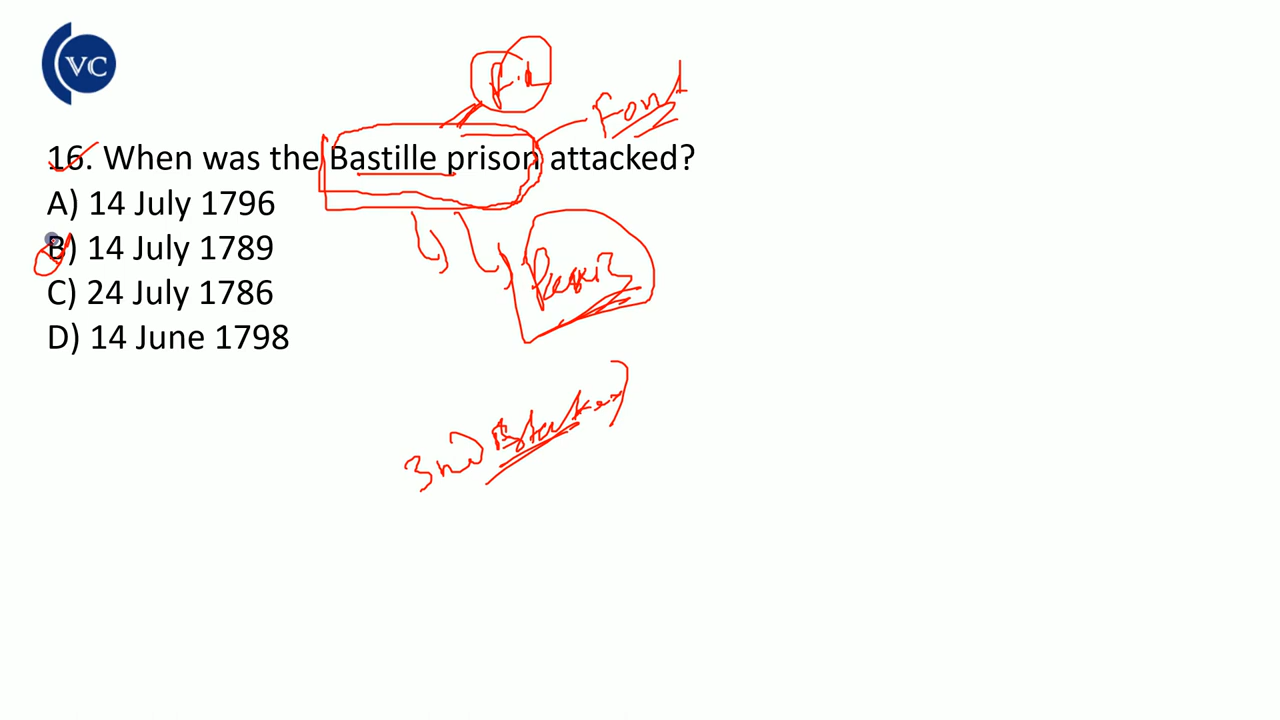 VC
16. When was the Bastille prison attacked?
A) 14 July 1796
B) 14 July 1789
C) 24 July 1786
D) 14 June 1798
3rd